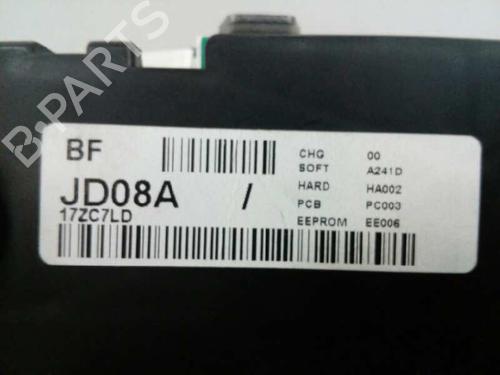 B-PARTS
BF
CHG 00
SOFT A241D
JD08A / HARD HA002
17ZC7LD PCB PC003
EEPROM EE006